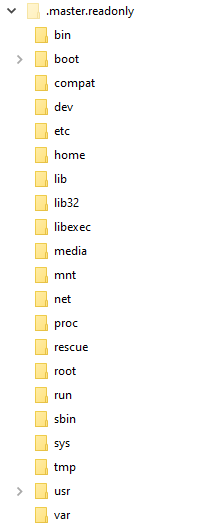 .master.readonly
bin
boot
compat
dev
etc
home
lib
lib32
libexec
media
mnt
net
proc
rescue
root
run
sbin
sys
tmp
usr
var